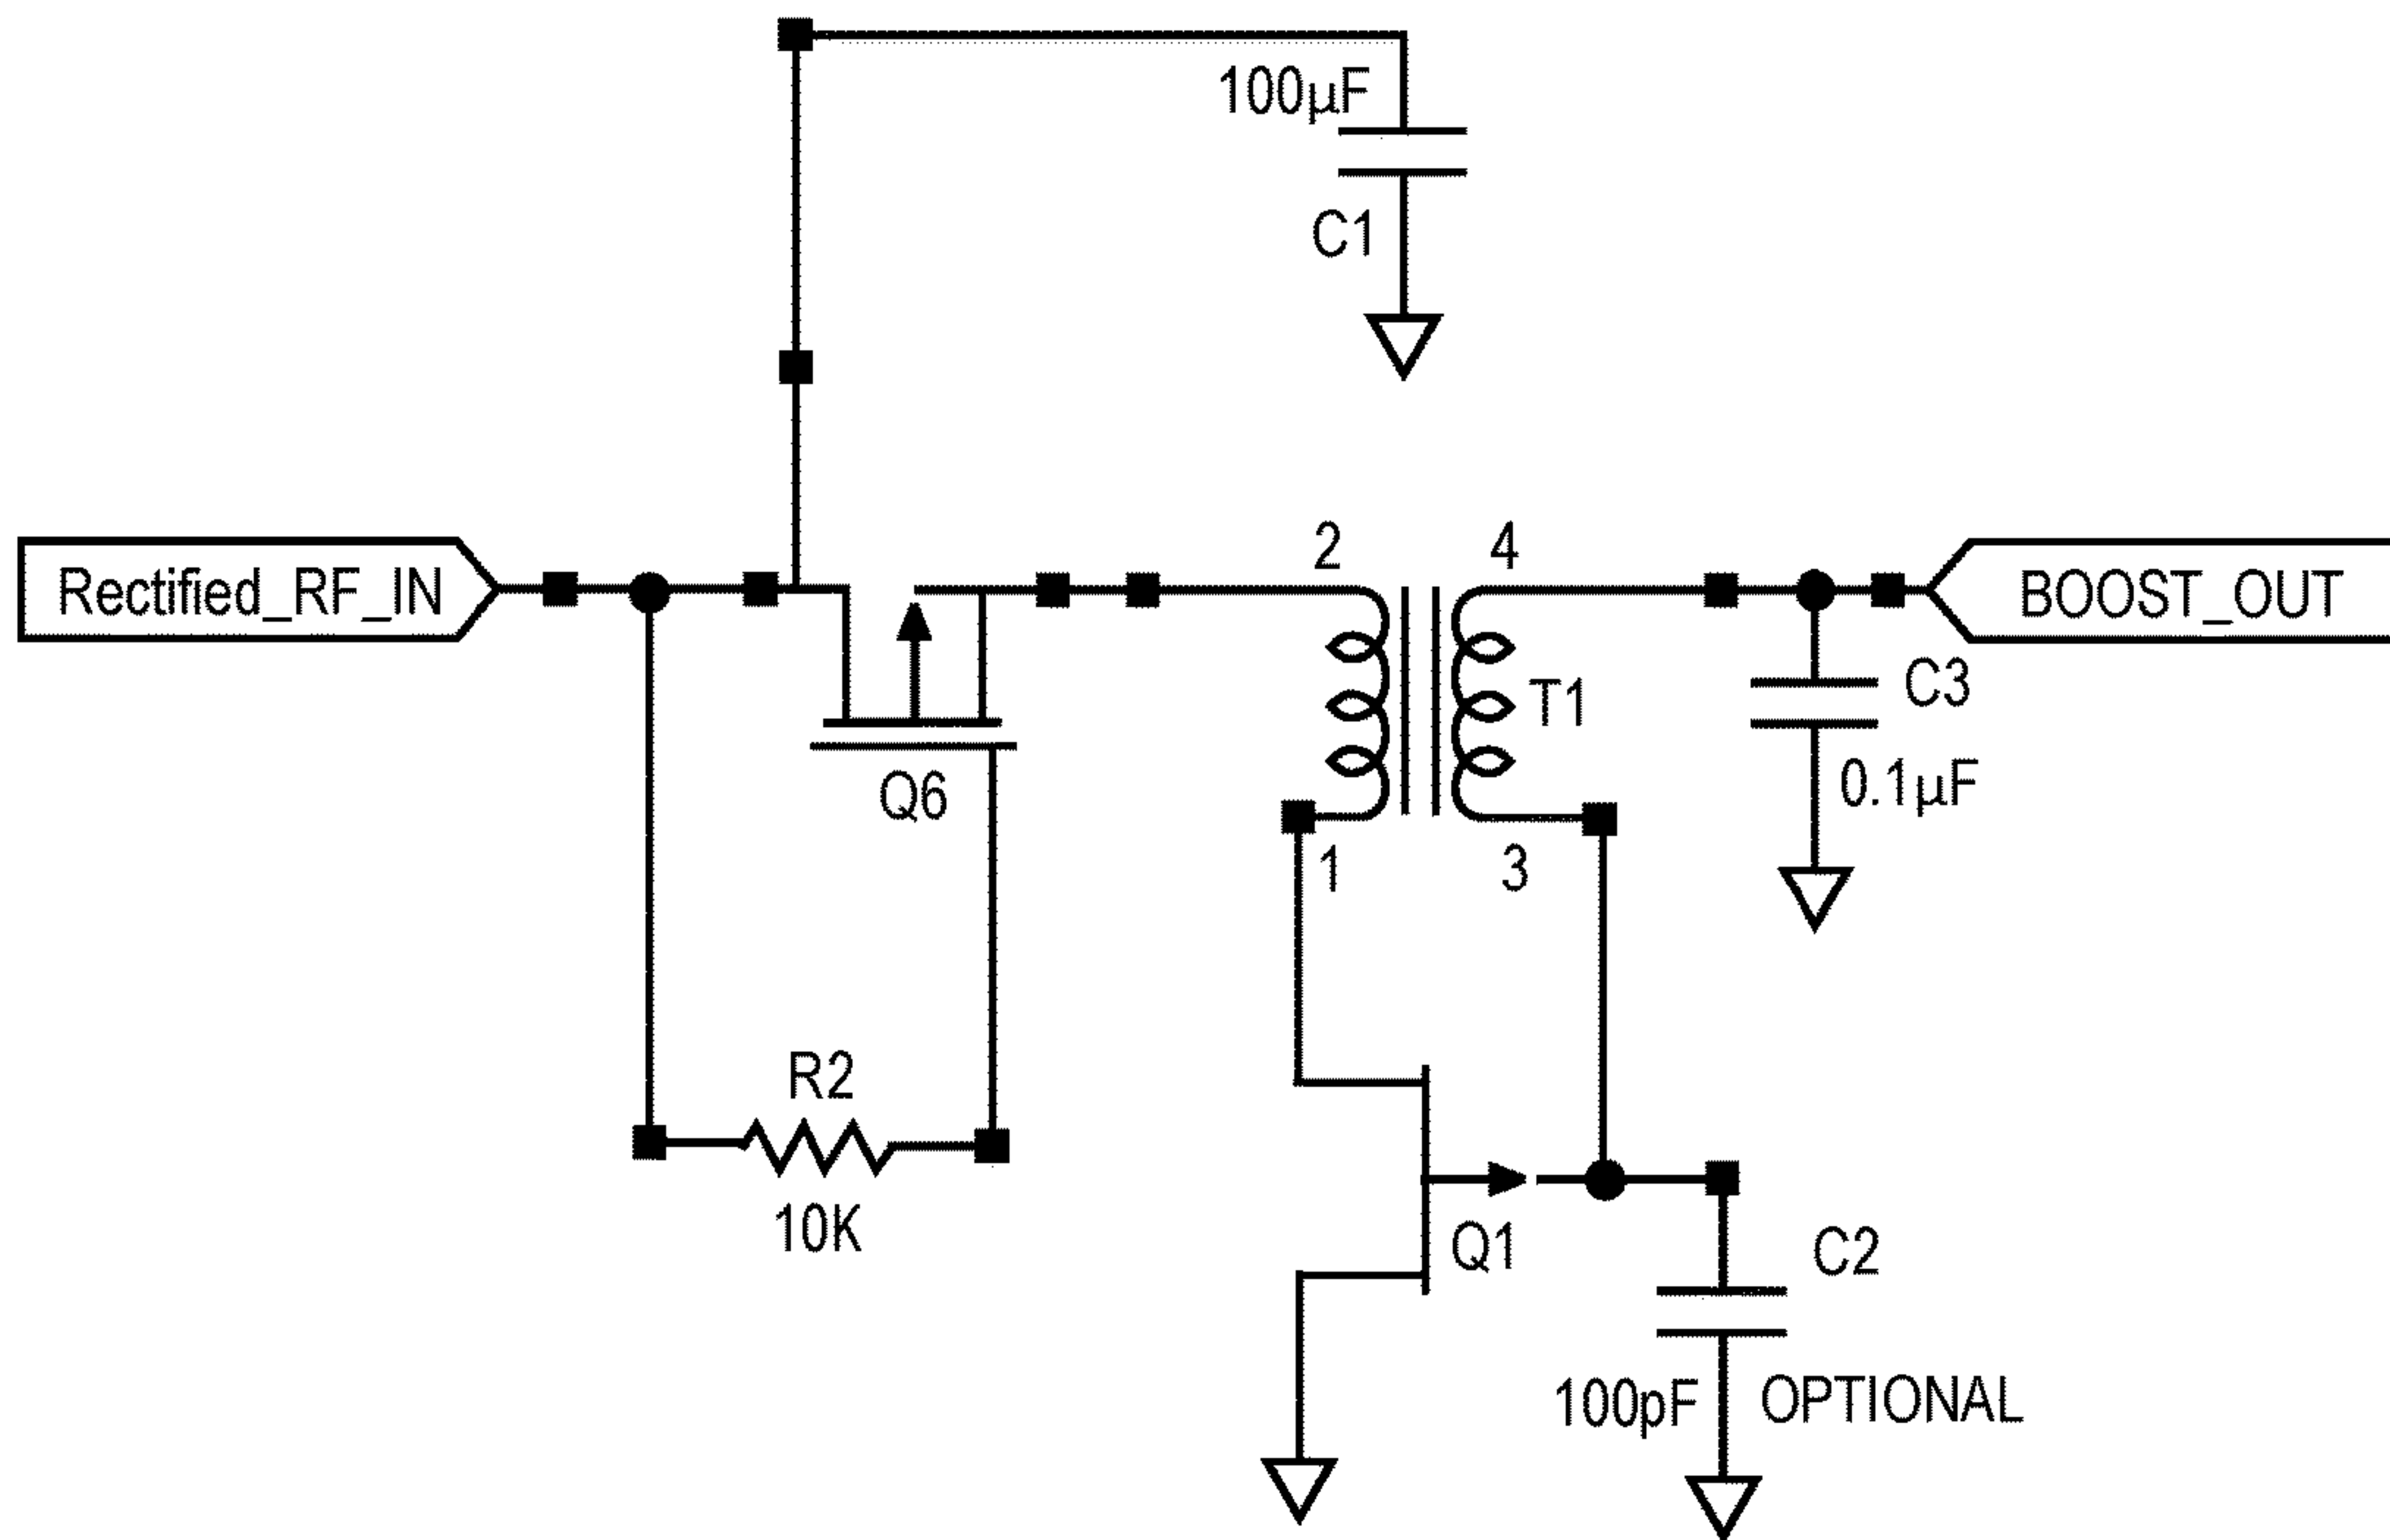 100µF
C1
Rectified_RF_IN
2
4
BOOST_OUT
T1
C3
0.1µF
Q6
1
3
R2
10K
Q1
C2
100pF OPTIONAL